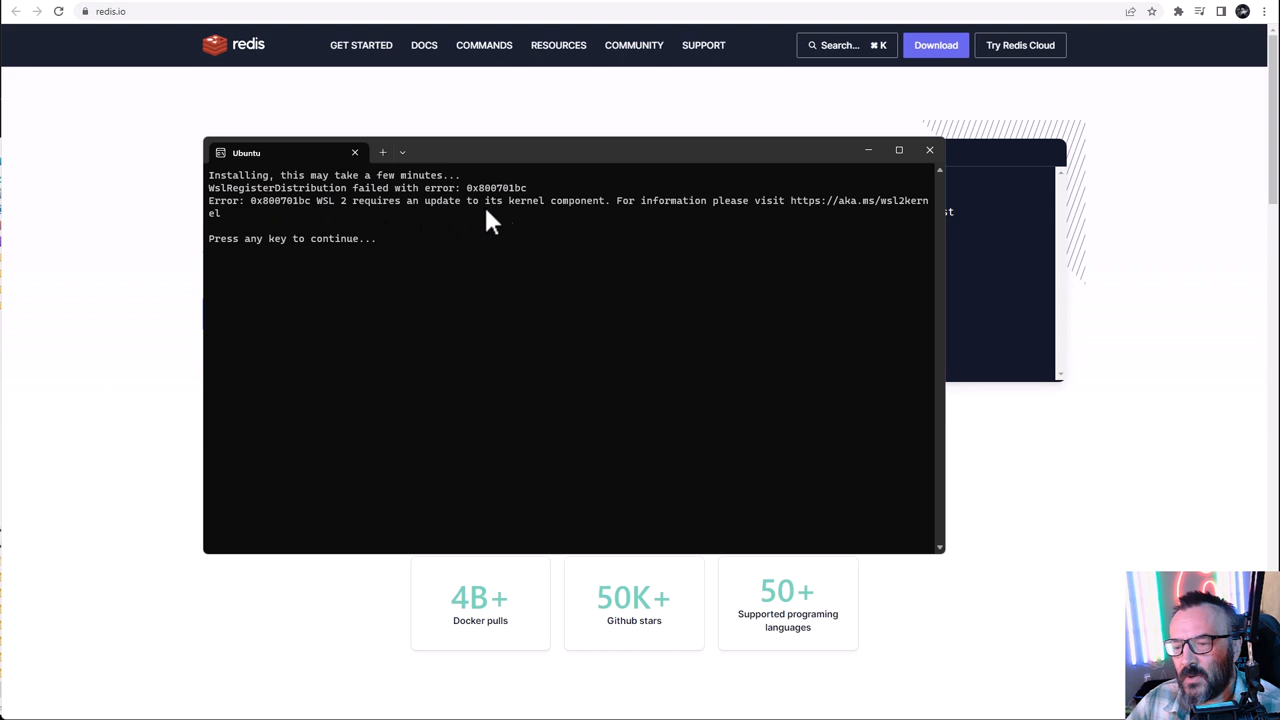 redis.io
redis
GET STARTED
DOCS
COMMANDS
RESOURCES
COMMUNITY
SUPPORT
Search... ⌘ K
Download
Try Redis Cloud
Ubuntu
Installing, this may take a few minutes...
WslRegisterDistribution failed with error: 0x800701bc
Error: 0x800701bc WSL 2 requires an update to its kernel component. For information please visit https://aka.ms/wsl2kern
el
Press any key to continue...
st
4B+
Docker pulls
50K+
Github stars
50+
Supported programing
languages